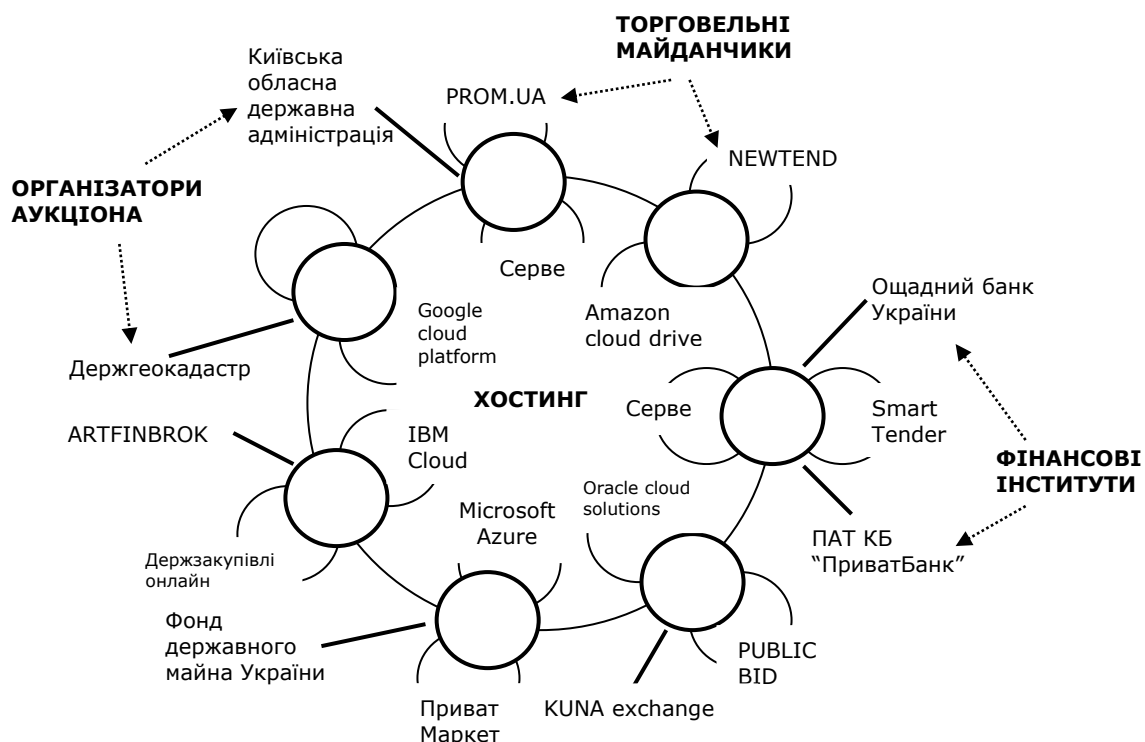 ТОРГОВЕЛЬНІ
МАЙДАНЧИКИ
Київська
обласна
державна
адміністрація
PROM.UA
NEWTEND
ОРГАНІЗАТОРИ
АУКЦІОНА
Серве
Ощадний банк
України
Google
cloud
platform
Amazon
cloud drive
Держгеокадастр
ХОСТИНГ
Серве
Smart
Tender
ARTFINBROK
IBM
Cloud
ФІНАНСОВІ
ІНСТИТУТИ
Oracle cloud
solutions
Microsoft
Azure
ПАТ КБ
“ПриватБанк”
Держзакупівлі
онлайн
Фонд
державного
майна України
PUBLIC
BID
Приват
Маркет
KUNA exchange